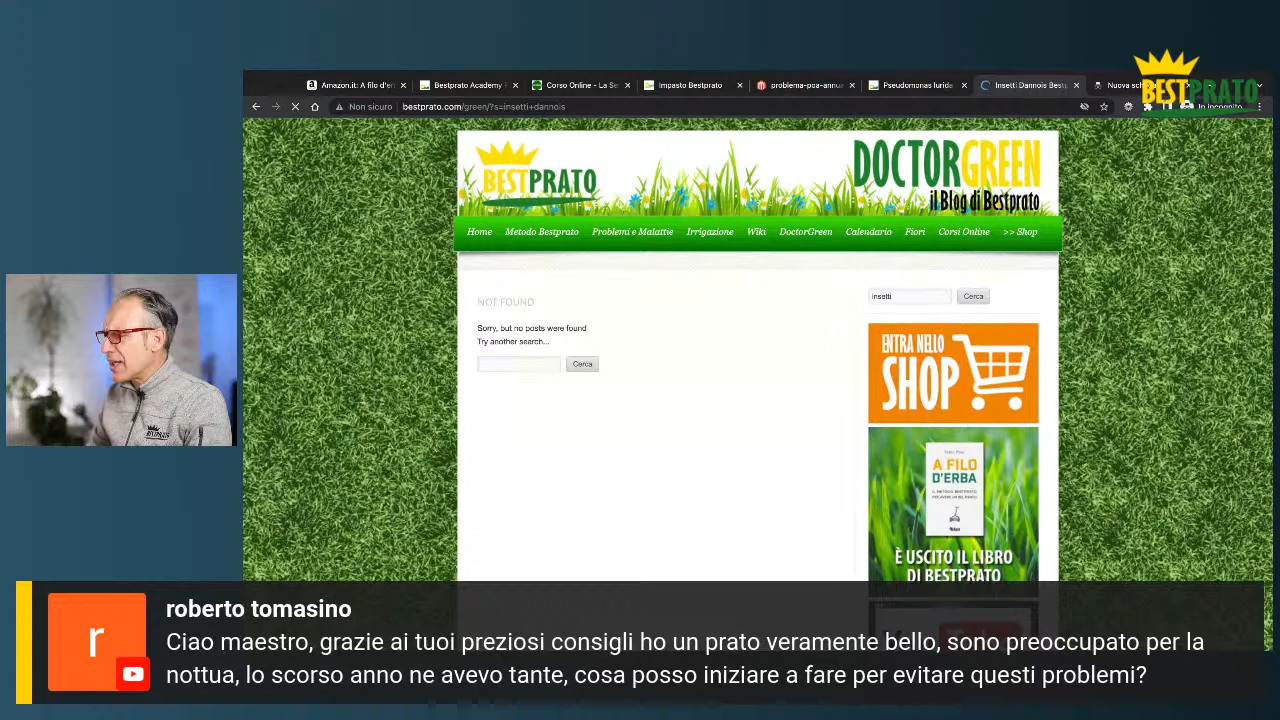 Amazon.it: A filo d'er
Bestprato Academy
Corso Online - La Se
Impasto Bestprato
problema-poa-annua
Pseudomonas lurida
Insetti Dannois Bestp
Nuova sch
BESTPRATO
Non suciro
bestprato.com/green/?s=insetti+dannois
In incognito
BESTPRATO
DOCTORGREEN
il Blog di Bestprato
Home
Metodo Bestprato
Problemi e Malattie
Irrigazione
Wiki
DoctorGreen
Calendario
Fiori
Corsi Online
>> Shop
NOT FOUND
Sorry, but no posts were found
Try another search...
Cerca
insetti
Cerca
ENTRA NELLO
SHOP
A FILO
D'ERBA
È USCITO IL LIBRO
DI BESTPRATO
r
roberto tomasino
Ciao maestro, grazie ai tuoi preziosi consigli ho un prato veramente bello, sono preoccupato per la
nottua, lo scorso anno ne avevo tante, cosa posso iniziare a fare per evitare questi problemi?